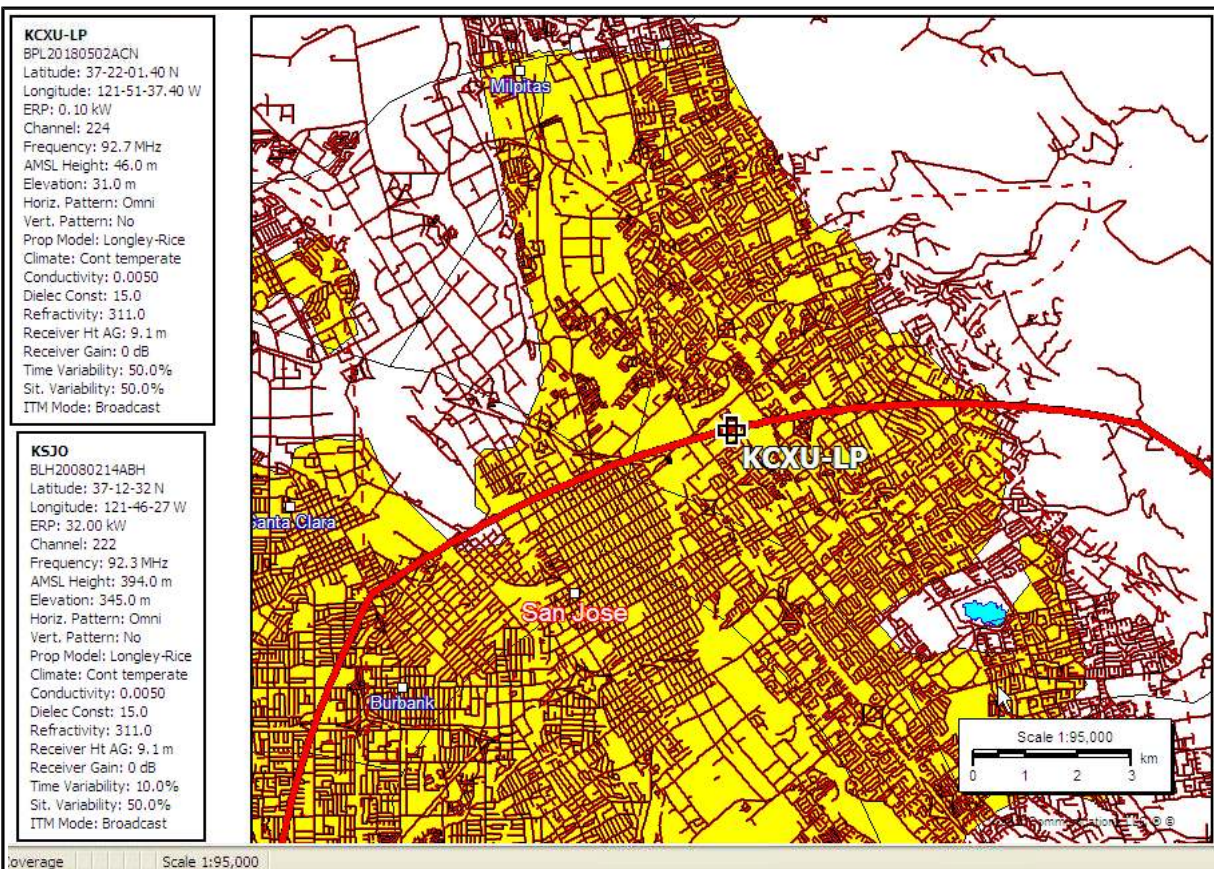 KCXU-LP
BPL20180502ACN
Latitude: 37-22-01.40 N
Longitude: 121-51-37.40 W
ERP: 0.10 kW
Channel: 224
Frequency: 92.7 MHz
AMSL Height: 46.0 m
Elevation: 31.0 m
Horiz. Pattern: Omni
Vert. Pattern: No
Prop Model: Longley-Rice
Climate: Cont temperate
Conductivity: 0.0050
Dielec Const: 15.0
Refractivity: 311.0
Receiver Ht AG: 9.1 m
Receiver Gain: 0 dB
Time Variability: 50.0%
Sit. Variability: 50.0%
ITM Mode: Broadcast
KSJO
BLH20080214ABH
Latitude: 37-12-32 N
Longitude: 121-46-27 W
ERP: 32.00 kW
Channel: 222
Frequency: 92.3 MHz
AMSL Height: 394.0 m
Elevation: 345.0 m
Horiz. Pattern: Omni
Vert. Pattern: No
Prop Model: Longley-Rice
Climate: Cont temperate
Conductivity: 0.0050
Dielec Const: 15.0
Refractivity: 311.0
Receiver Ht AG: 9.1 m
Receiver Gain: 0 dB
Time Variability: 10.0%
Sit. Variability: 50.0%
ITM Mode: Broadcast
Milpitas
KCXU-LP
Santa Clara
San Jose
Burbank
Scale 1:95,000
0 1 2 3 km
Scale 1:95,000